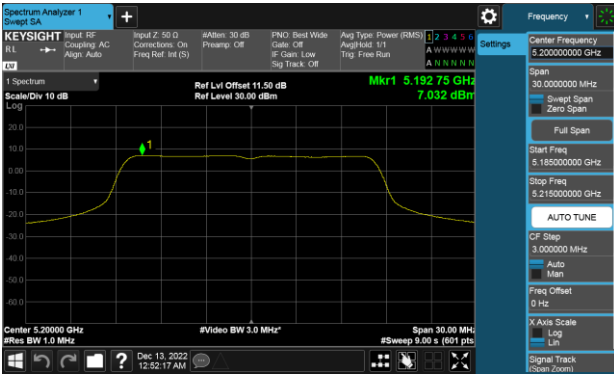 Spectrum Analyzer 1
Swept SA
+
Frequency
KEYSIGHT
RL
Input: RF
Coupling: AC
Align: Auto
Input Z: 50 Ω
Corrections: On
Freq Ref: Int (S)
#Atten: 30 dB
Preamp: Off
PNO: Best Wide
Gate: Off
IF Gain: Low
Sig Track: Off
Avg Type: Power (RMS)
Avg|Hold: 1/1
Trig: Free Run
1 2 3 4 5 6
A W W W W W
A N N N N N
LXI
1 Spectrum
Scale/Div 10 dB
Log
Ref Lvl Offset 11.50 dB
Ref Level 30.00 dBm
Mkr1 5.192 75 GHz
7.032 dBm
1
20.0
10.0
0.00
-10.0
-20.0
-30.0
-40.0
-50.0
-60.0
Center 5.20000 GHz
#Res BW 1.0 MHz
#Video BW 3.0 MHz*
Span 30.00 MHz
#Sweep 9.00 s (601 pts
?
Dec 13, 2022
12:52:17 AM
Settings
Center Frequency
5.200000000 GHz
Span
30.0000000 MHz
Swept Span
Zero Span
Full Span
Start Freq
5.185000000 GHz
Stop Freq
5.215000000 GHz
AUTO TUNE
CF Step
3.000000 MHz
Auto
Man
Freq Offset
0 Hz
X Axis Scale
Log
Lin
Signal Track
(Span Zoom)